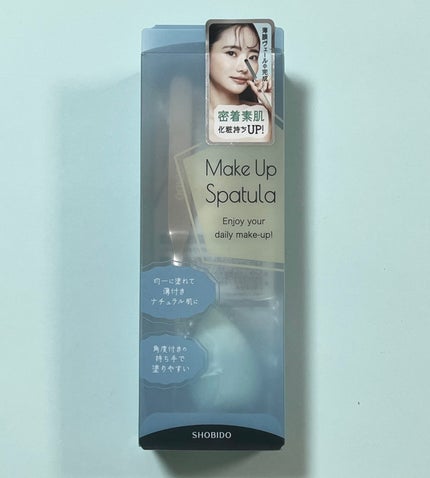 薄膜ヴェール⊕完成
密着素肌
化粧持ちUP!
Make Up
Spatula
Enjoy your
daily make-up!
均一に塗れて
薄付き
ナチュラル肌に
角度付きの
持ち手で
塗りやすい
SHOBIDO